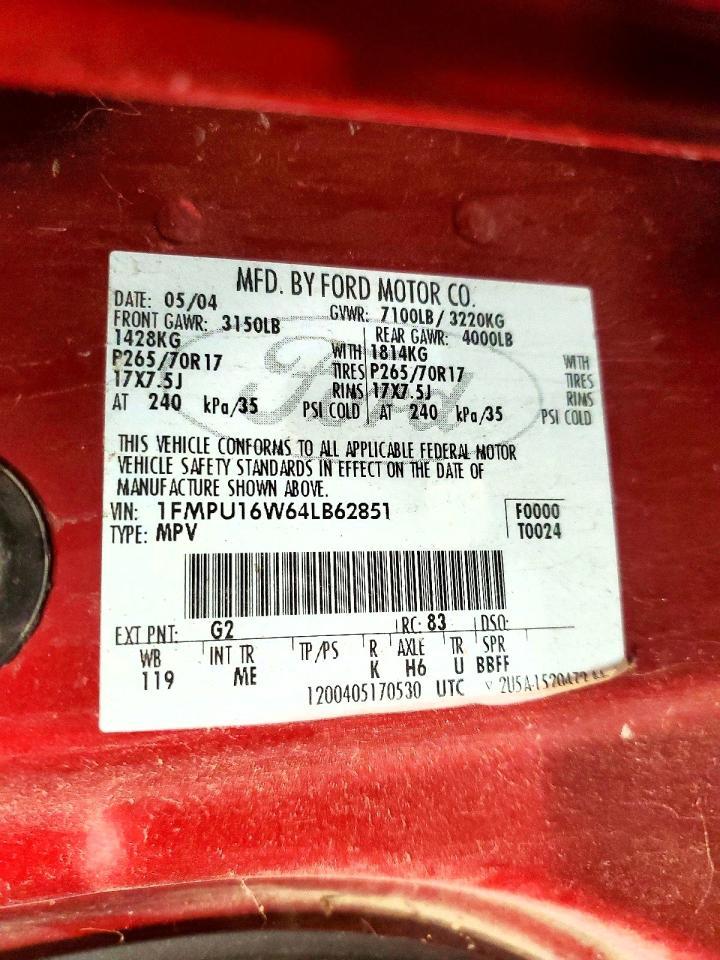 MFD. BY FORD MOTOR CO.
DATE: 05/04 GVWR: 7100LB/ 3220KG
FRONT GAWR: 3150LB REAR GAWR: 4000LB
1428KG WITH 1814KG WITH
P265/70R17 TIRES P265/70R17 TIRES
17X7.5J RIMS 17X7.5J RIMS
AT 240 kPa/35 PSI COLD AT 240 kPa/35 PSI COLD
Ford
THIS VEHICLE CONFORMS TO ALL APPLICABLE FEDERAL MOTOR
VEHICLE SAFETY STANDARDS IN EFFECT ON THE DATE OF
MANUFACTURE SHOWN ABOVE.
VIN: 1FMPU16W64LB62851 F0000
TYPE: MPV T0024
EXT PNT: G2 RC: 83 DSO:
WB INT TR TP/PS R AXLE TR SPR
119 ME K H6 U BBFF
1200405170530 UTC